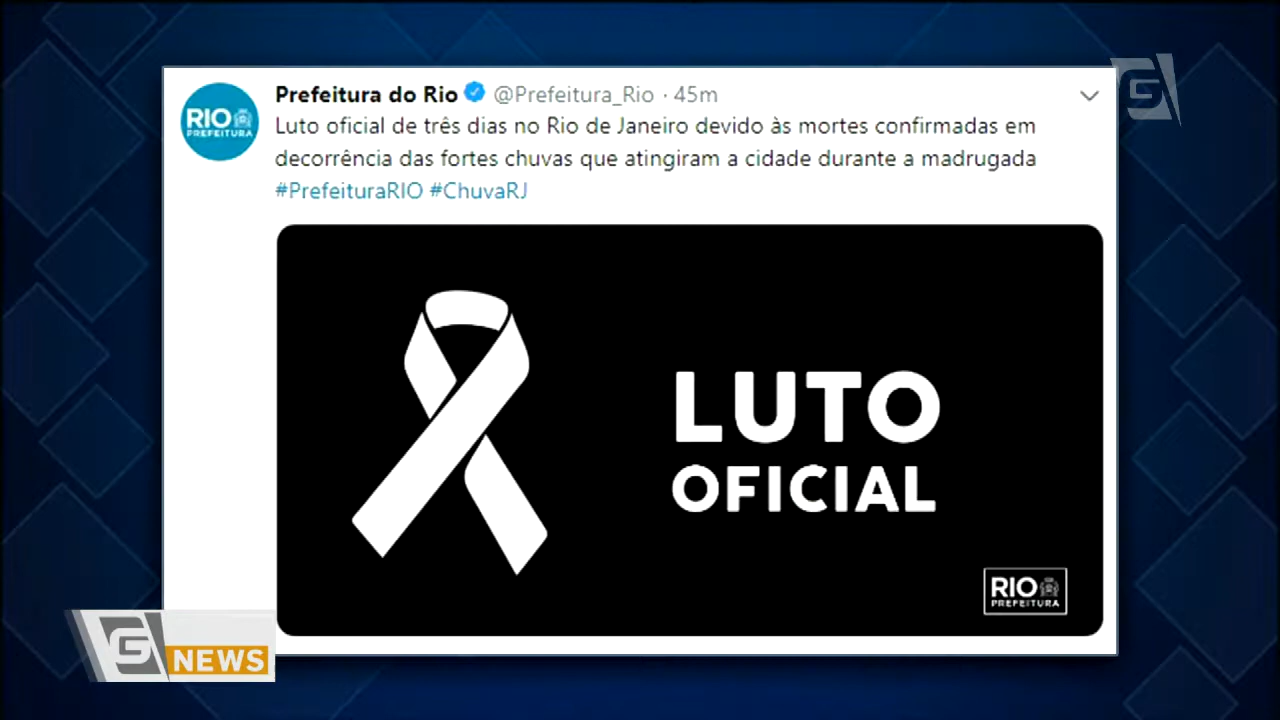 Prefeitura do Rio @Prefeitura_Rio · 45m
Luto oficial de três dias no Rio de Janeiro devido às mortes confirmadas em
decorrência das fortes chuvas que atingiram a cidade durante a madrugada
#PrefeituraRIO #ChuvaRJ
RIO
PREFEITURA
LUTO
OFICIAL
RIO
PREFEITURA
G
G NEWS